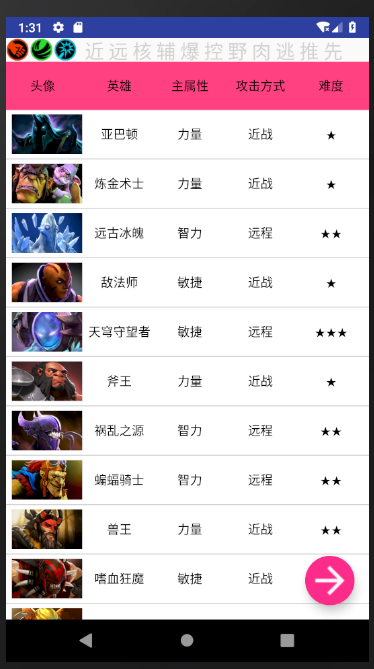 1:31
近 远 核 辅 爆 控 野 肉 逃 推 先
头像 英雄 主属性 攻击方式 难度
亚巴顿 力量 近战 ★
炼金术士 力量 近战 ★
远古冰魄 智力 远程 ★★
敌法师 敏捷 近战 ★
天穹守望者 敏捷 远程 ★★★
斧王 力量 近战 ★
祸乱之源 智力 远程 ★★
蝙蝠骑士 智力 远程 ★★
兽王 力量 近战 ★★
嗜血狂魔 敏捷 近战